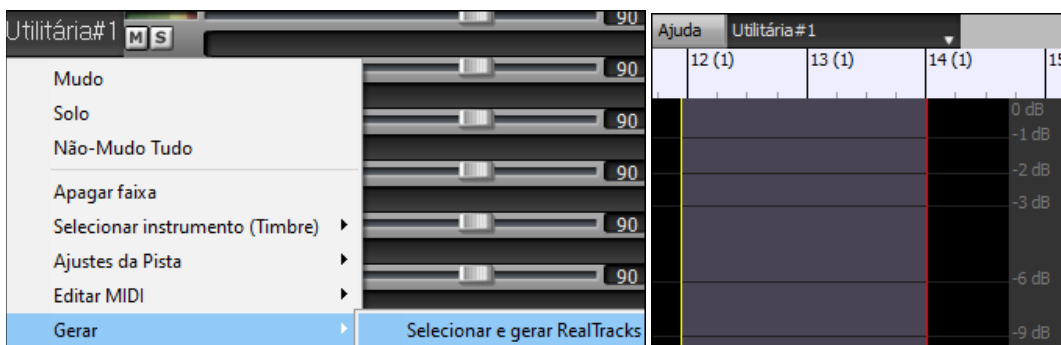 Utilitária#1 M S
90
Mudo
90
Solo
90
Não-Mudo Tudo
90
Apagar faixa
Selecionar instrumento (Timbre)
90
Ajustes da Pista
90
Editar MIDI
Gerar
Selecionar e gerar RealTracks
Ajuda Utilitária#1
12 (1) 13 (1) 14 (1)
0 dB
-1 dB
-2 dB
-3 dB
-6 dB
-9 dB